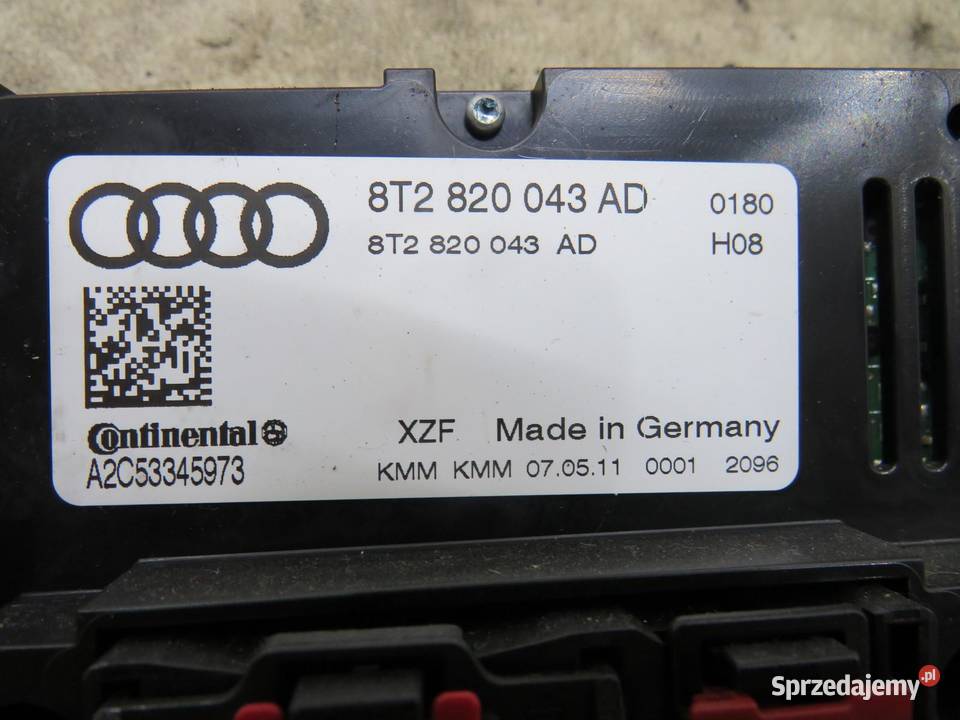 8T2 820 043 AD 0180
8T2 820 043 AD H08
Continental
A2C53345973
XZF Made in Germany
KMM KMM 07.05.11 0001 2096
Sprzedajemy.pl